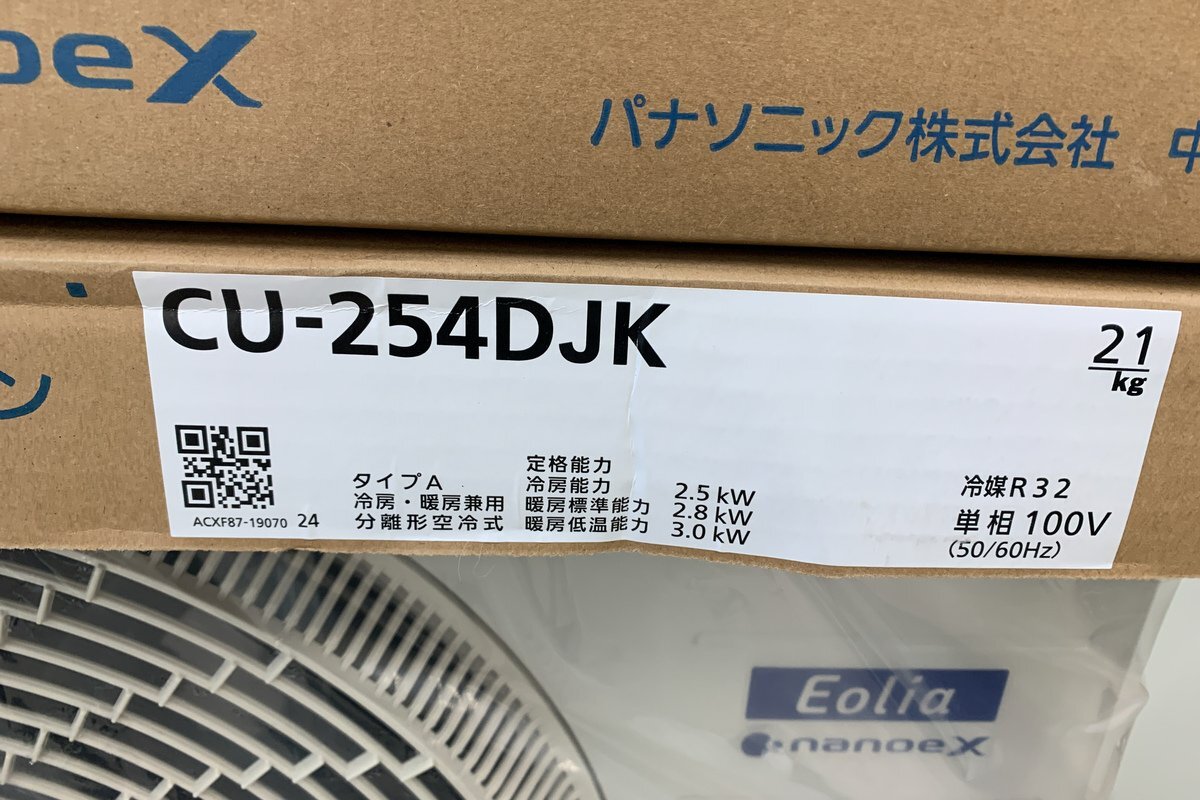 oeX
パナソニック株式会社
CU-254DJK
21
kg
ン
定格能力
タイプA 冷房能力 2.5 kW
冷房・暖房兼用 暖房標準能力 2.8 kW
分離形空冷式 暖房低温能力 3.0 kW
冷媒R32
単相100V
(50/60Hz)
ACXF87-19070 24
Eolia
nanoeX